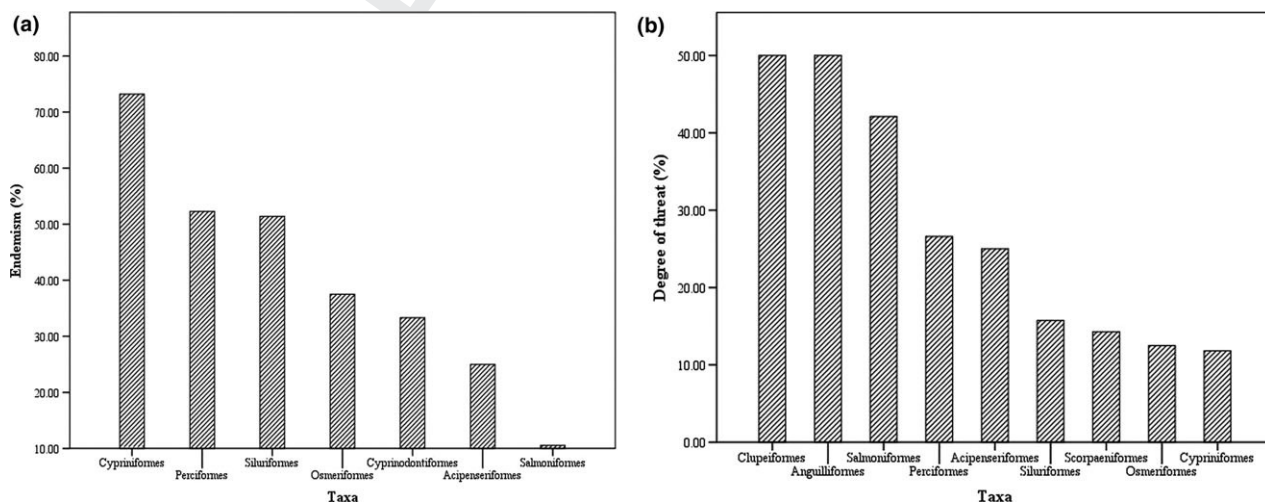 (a)
80.00
70.00
60.00
50.00
40.00
30.00
20.00
10.00
Endemism (%)
Cypriniformes
Perciformes
Siluriformes
Osmeriformes
Cyprinodontiformes
Acipenseriformes
Salmoniformes
Taxa
(b)
50.00
40.00
30.00
20.00
10.00
0.00
Degree of threat (%)
Clupeiformes
Anguilliformes
Salmoniformes
Perciformes
Acipenseriformes
Siluriformes
Scorpaeniformes
Osmeriformes
Cypriniformes
Taxa